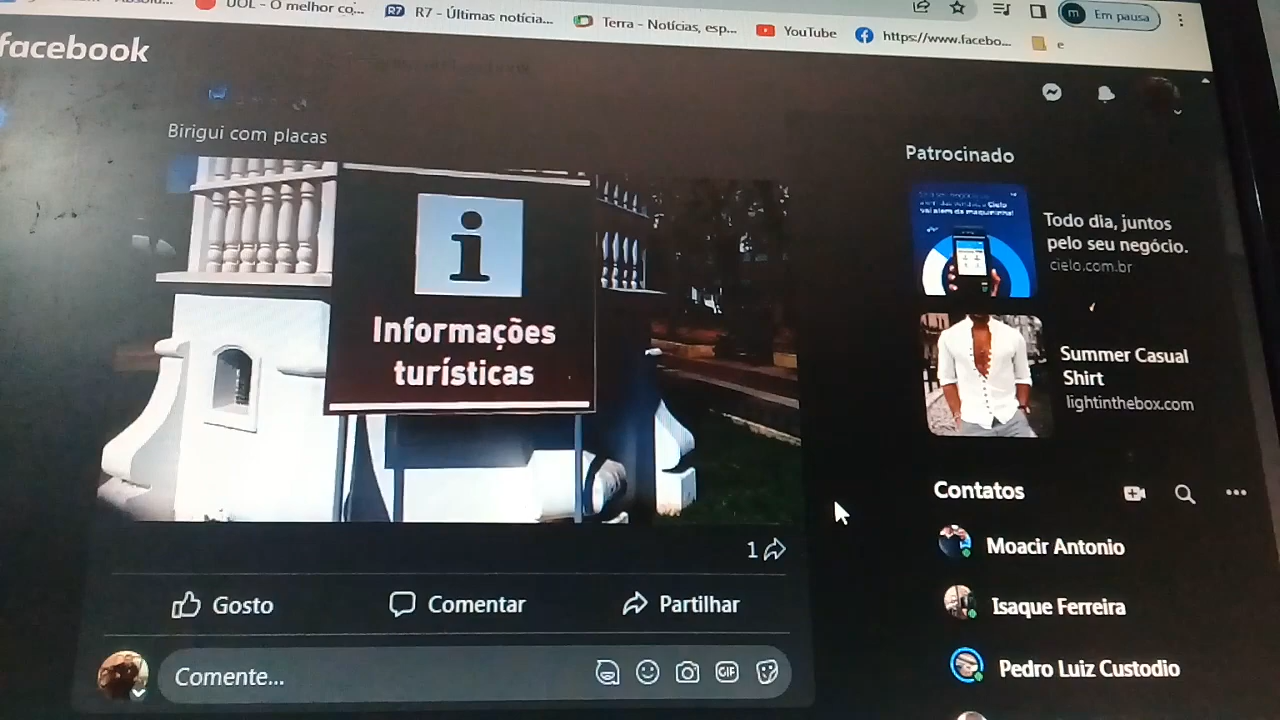 UOL - O melhor co...
R7 - Últimas notícia...
Terra - Notícias, esp...
YouTube
https://www.facebo...
e
m
Em pausa
facebook
Birigui com placas
i
Informações
turísticas
1
Gosto
Comentar
Partilhar
Comente...
GIF
Patrocinado
Todo dia, juntos
pelo seu negócio.
cielo.com.br
Summer Casual
Shirt
lightinthebox.com
Contatos
Moacir Antonio
Isaque Ferreira
Pedro Luiz Custodio